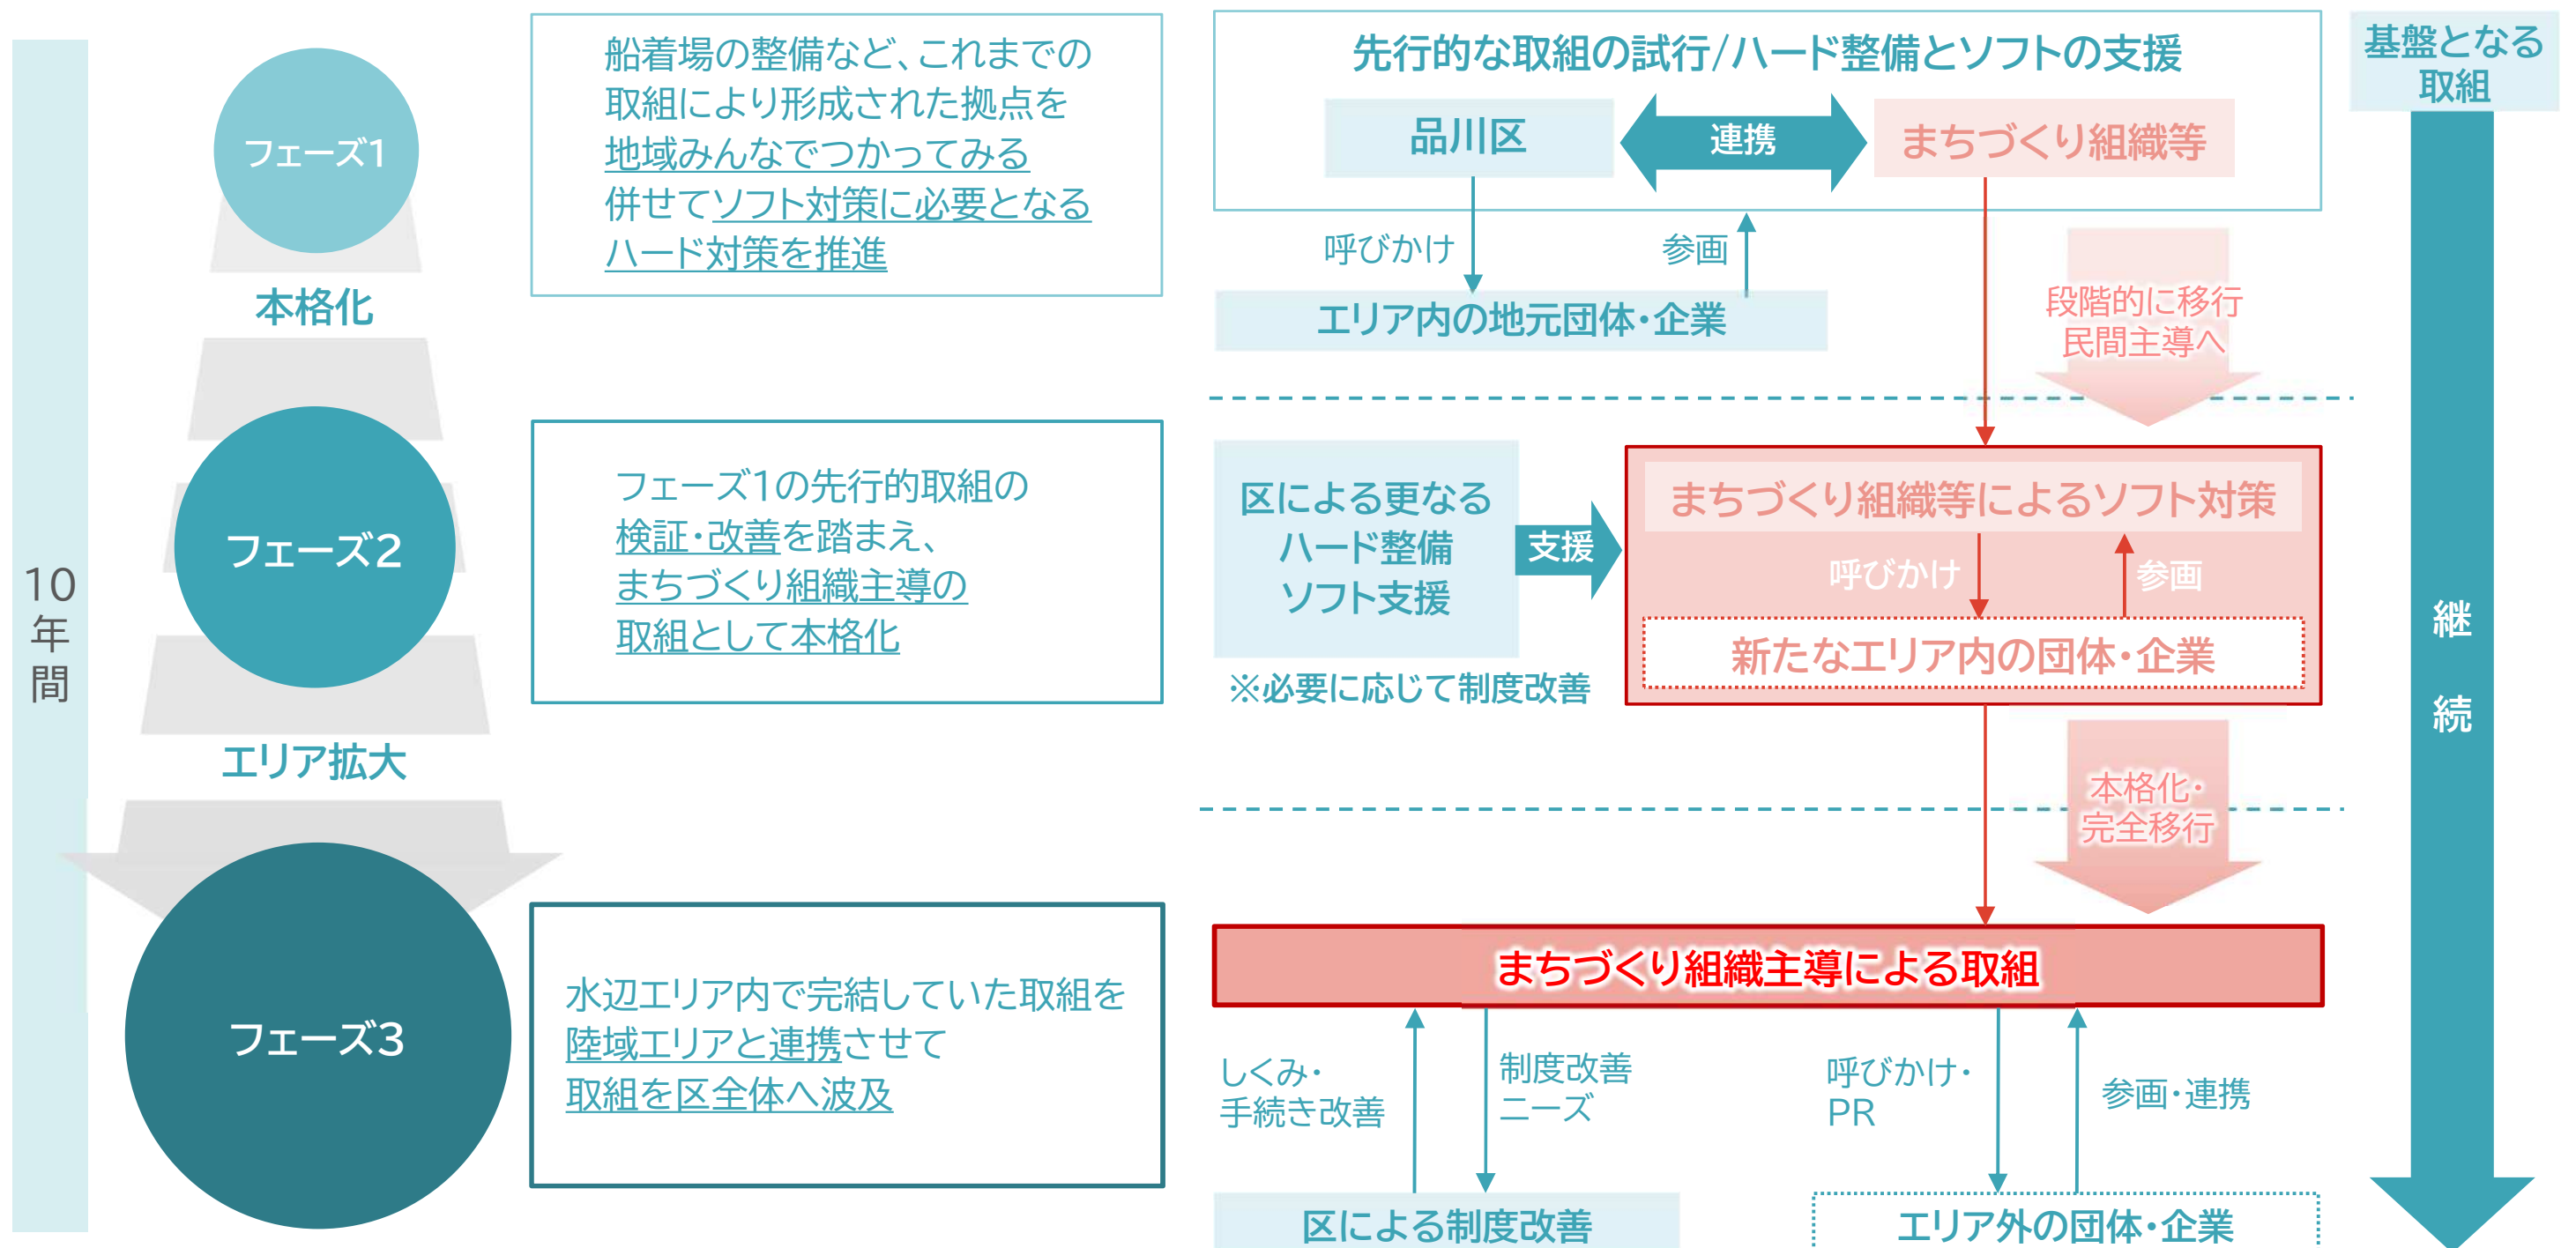 10
年
間
フェーズ1
本格化
フェーズ2
エリア拡大
フェーズ3
船着場の整備など、これまでの
取組により形成された拠点を
地域みんなでつかってみる
併せてソフト対策に必要となる
ハード対策を推進
フェーズ1の先行的取組の
検証・改善を踏まえ、
まちづくり組織主導の
取組として本格化
水辺エリア内で完結していた取組を
陸域エリアと連携させて
取組を区全体へ波及
先行的な取組の試行/ハード整備とソフトの支援
品川区
連携
まちづくり組織等
呼びかけ
参画
エリア内の地元団体・企業
段階的に移行
民間主導へ
区による更なる
ハード整備
ソフト支援
支援
※必要に応じて制度改善
まちづくり組織等によるソフト対策
呼びかけ
参画
新たなエリア内の団体・企業
本格化・
完全移行
まちづくり組織主導による取組
しくみ・
手続き改善
制度改善
ニーズ
呼びかけ・
PR
参画・連携
区による制度改善
エリア外の団体・企業
基盤となる
取組
継
続